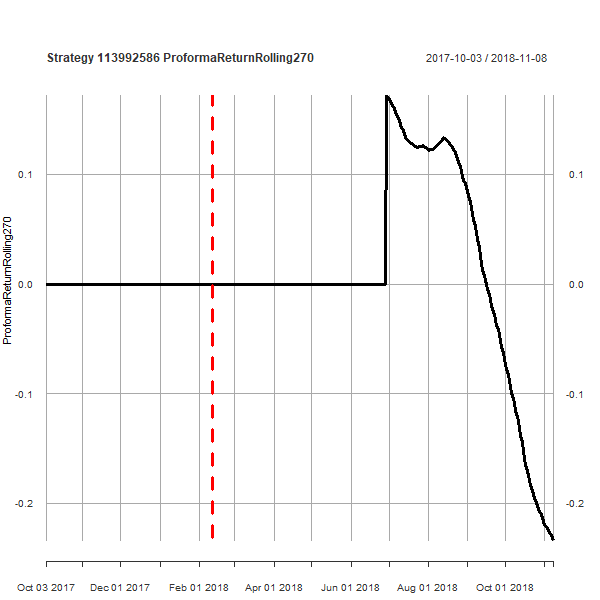 Strategy 113992586 ProformaReturnRolling270
2017-10-03 / 2018-11-08
ProformaReturnRolling270
0.1
0.0
-0.1
-0.2
0.1
0.0
-0.1
-0.2
Oct 03 2017
Dec 01 2017
Feb 01 2018
Apr 01 2018
Jun 01 2018
Aug 01 2018
Oct 01 2018